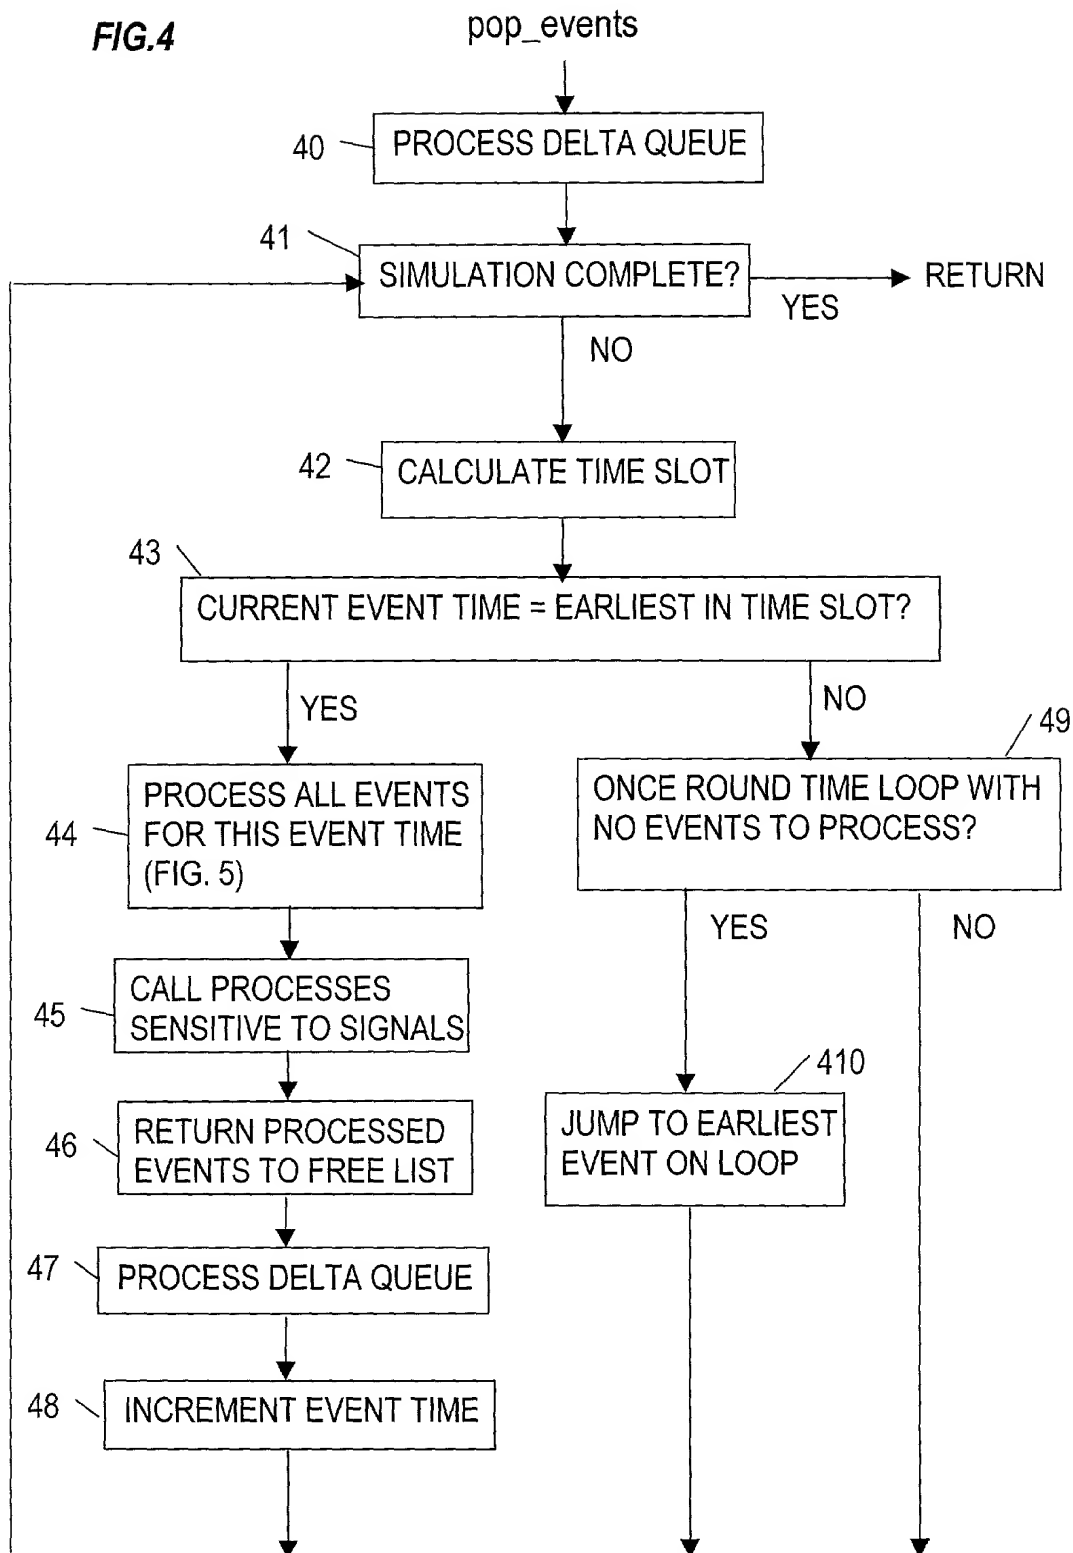 FIG.4
pop_events
40
PROCESS DELTA QUEUE
41
SIMULATION COMPLETE?
RETURN
YES
NO
42
CALCULATE TIME SLOT
43
CURRENT EVENT TIME = EARLIEST IN TIME SLOT?
YES
NO
49
44
PROCESS ALL EVENTS
FOR THIS EVENT TIME
(FIG. 5)
ONCE ROUND TIME LOOP WITH
NO EVENTS TO PROCESS?
YES
NO
45
CALL PROCESSES
SENSITIVE TO SIGNALS
410
46
RETURN PROCESSED
EVENTS TO FREE LIST
JUMP TO EARLIEST
EVENT ON LOOP
47
PROCESS DELTA QUEUE
48
INCREMENT EVENT TIME